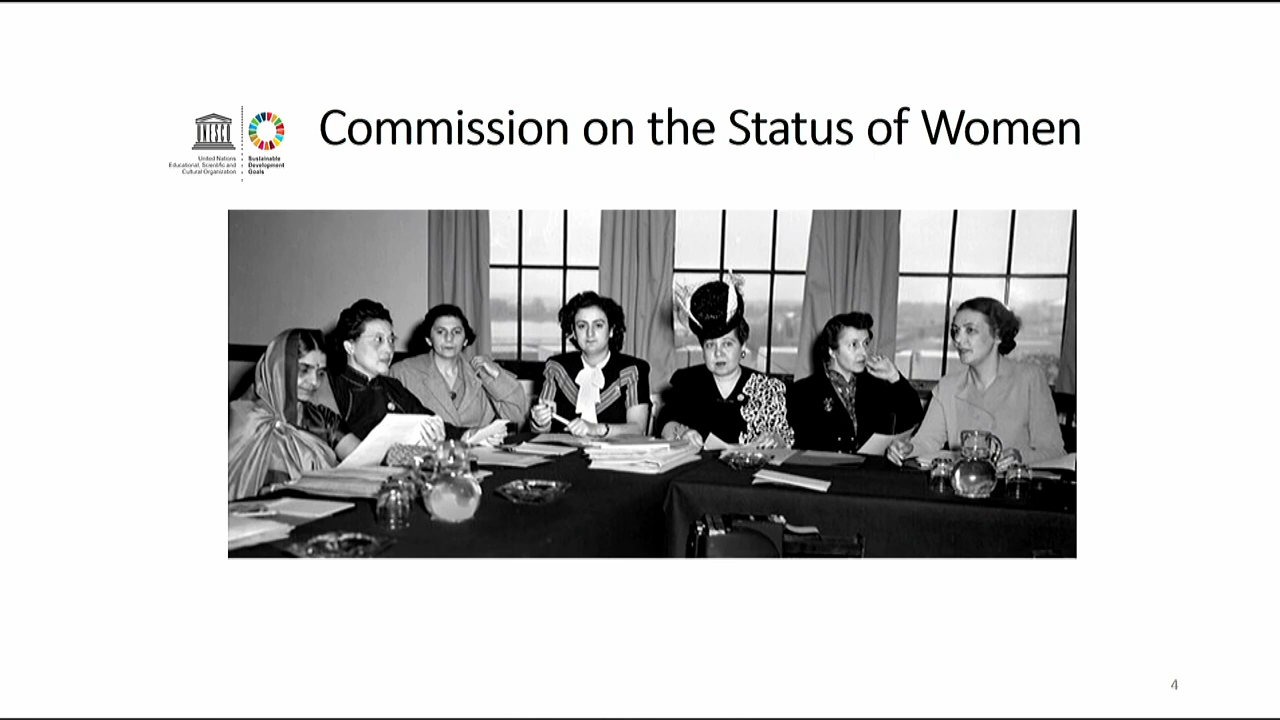 Commission on the Status of Women
United Nations
Educational, Scientific and
Cultural Organization
Sustainable
Development
Goals
4